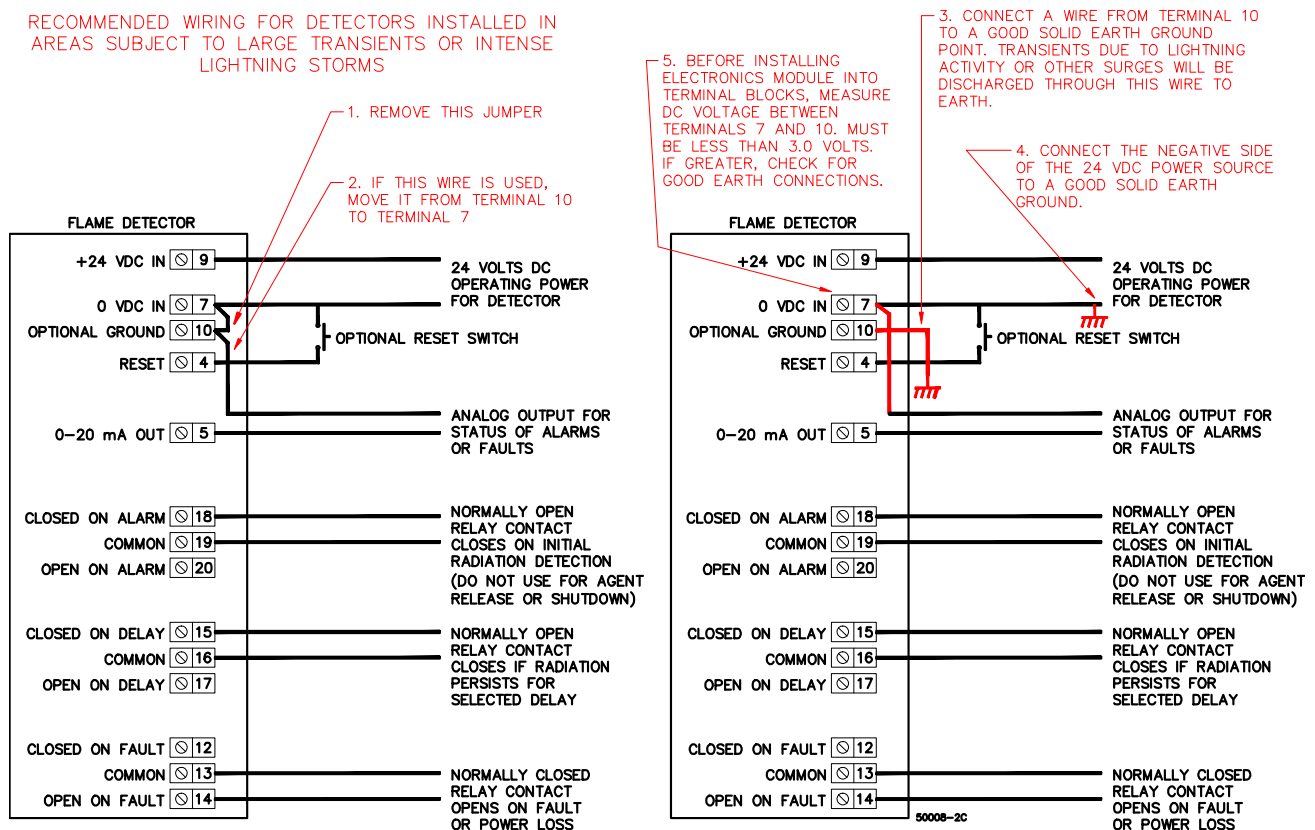 RECOMMENDED WIRING FOR DETECTORS INSTALLED IN
AREAS SUBJECT TO LARGE TRANSIENTS OR INTENSE
LIGHTNING STORMS
1. REMOVE THIS JUMPER
2. IF THIS WIRE IS USED,
MOVE IT FROM TERMINAL 10
TO TERMINAL 7
FLAME DETECTOR
+24 VDC IN 9
24 VOLTS DC
OPERATING POWER
FOR DETECTOR
0 VDC IN 7
OPTIONAL GROUND 10
OPTIONAL RESET SWITCH
RESET 4
0-20 mA OUT 5
ANALOG OUTPUT FOR
STATUS OF ALARMS
OR FAULTS
CLOSED ON ALARM 18
COMMON 19
OPEN ON ALARM 20
NORMALLY OPEN
RELAY CONTACT
CLOSES ON INITIAL
RADIATION DETECTION
(DO NOT USE FOR AGENT
RELEASE OR SHUTDOWN)
CLOSED ON DELAY 15
COMMON 16
OPEN ON DELAY 17
NORMALLY OPEN
RELAY CONTACT
CLOSES IF RADIATION
PERSISTS FOR
SELECTED DELAY
CLOSED ON FAULT 12
COMMON 13
OPEN ON FAULT 14
NORMALLY CLOSED
RELAY CONTACT
OPENS ON FAULT
OR POWER LOSS
5. BEFORE INSTALLING
ELECTRONICS MODULE INTO
TERMINAL BLOCKS, MEASURE
DC VOLTAGE BETWEEN
TERMINALS 7 AND 10. MUST
BE LESS THAN 3.0 VOLTS.
IF GREATER, CHECK FOR
GOOD EARTH CONNECTIONS.
3. CONNECT A WIRE FROM TERMINAL 10
TO A GOOD SOLID EARTH GROUND
POINT. TRANSIENTS DUE TO LIGHTNING
ACTIVITY OR OTHER SURGES WILL BE
DISCHARGED THROUGH THIS WIRE TO
EARTH.
4. CONNECT THE NEGATIVE SIDE
OF THE 24 VDC POWER SOURCE
TO A GOOD SOLID EARTH
GROUND.
FLAME DETECTOR
+24 VDC IN 9
24 VOLTS DC
OPERATING POWER
FOR DETECTOR
0 VDC IN 7
OPTIONAL GROUND 10
OPTIONAL RESET SWITCH
RESET 4
0-20 mA OUT 5
ANALOG OUTPUT FOR
STATUS OF ALARMS
OR FAULTS
CLOSED ON ALARM 18
COMMON 19
OPEN ON ALARM 20
NORMALLY OPEN
RELAY CONTACT
CLOSES ON INITIAL
RADIATION DETECTION
(DO NOT USE FOR AGENT
RELEASE OR SHUTDOWN)
CLOSED ON DELAY 15
COMMON 16
OPEN ON DELAY 17
NORMALLY OPEN
RELAY CONTACT
CLOSES IF RADIATION
PERSISTS FOR
SELECTED DELAY
CLOSED ON FAULT 12
COMMON 13
OPEN ON FAULT 14
NORMALLY CLOSED
RELAY CONTACT
OPENS ON FAULT
OR POWER LOSS
50008-2C